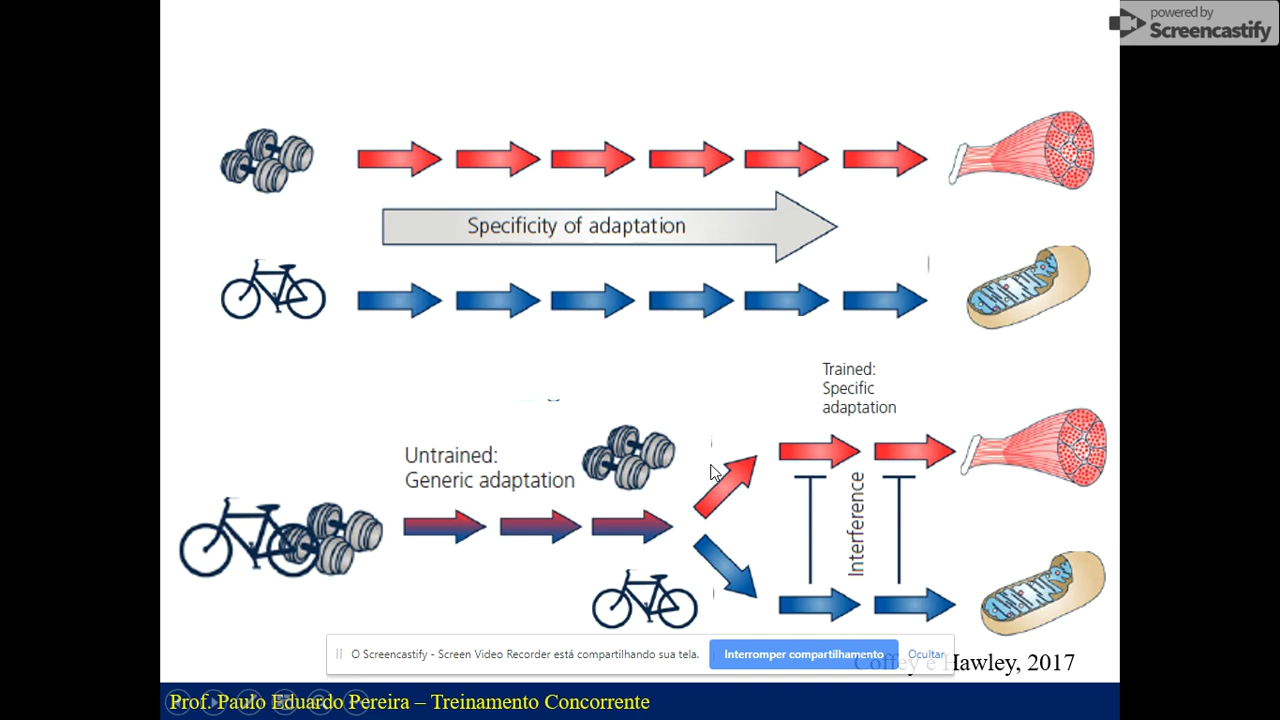 powered by
Screencastify
Specificity of adaptation
Trained:
Specific
adaptation
Untrained:
Generic adaptation
Interference
O Screencastify - Screen Video Recorder está compartilhando sua tela.
Interromper compartilhamento
Ocultar
Coffey e Hawley, 2017
Prof. Paulo Eduardo Pereira – Treinamento Concorrente